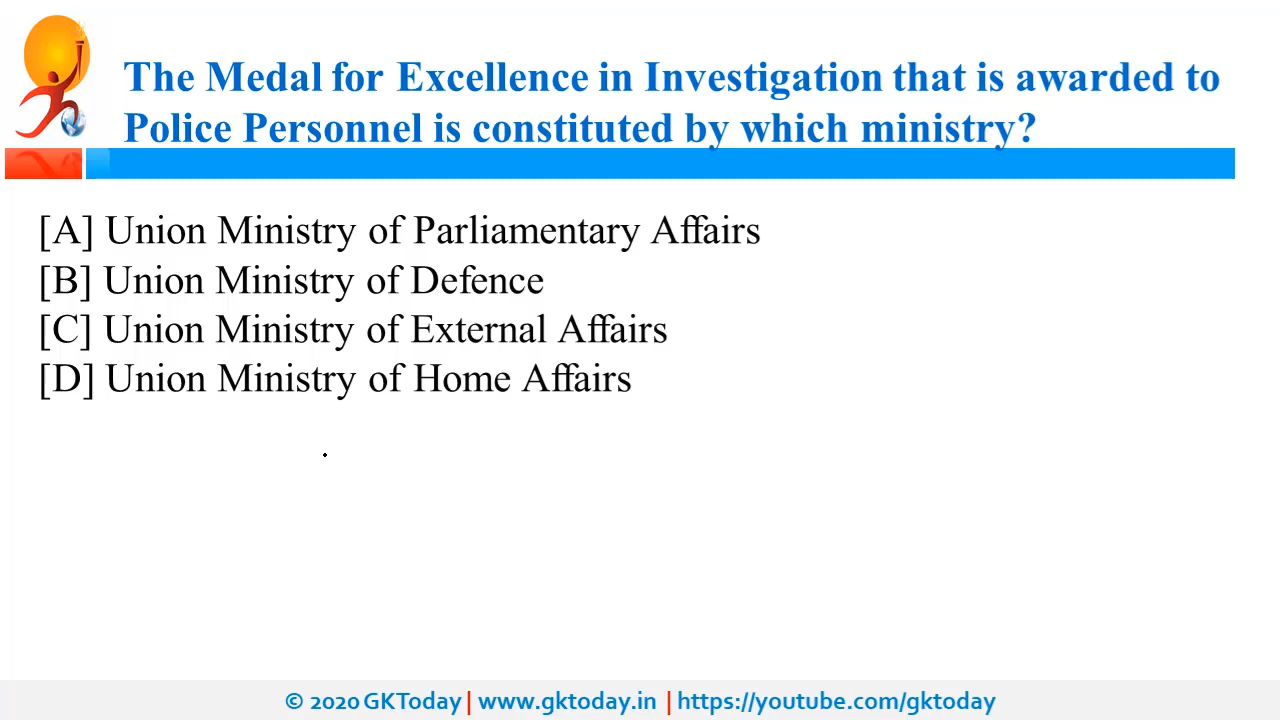 The Medal for Excellence in Investigation that is awarded to
Police Personnel is constituted by which ministry?
[A] Union Ministry of Parliamentary Affairs
[B] Union Ministry of Defence
[C] Union Ministry of External Affairs
[D] Union Ministry of Home Affairs
© 2020 GKToday | www.gktoday.in | https://youtube.com/gktoday